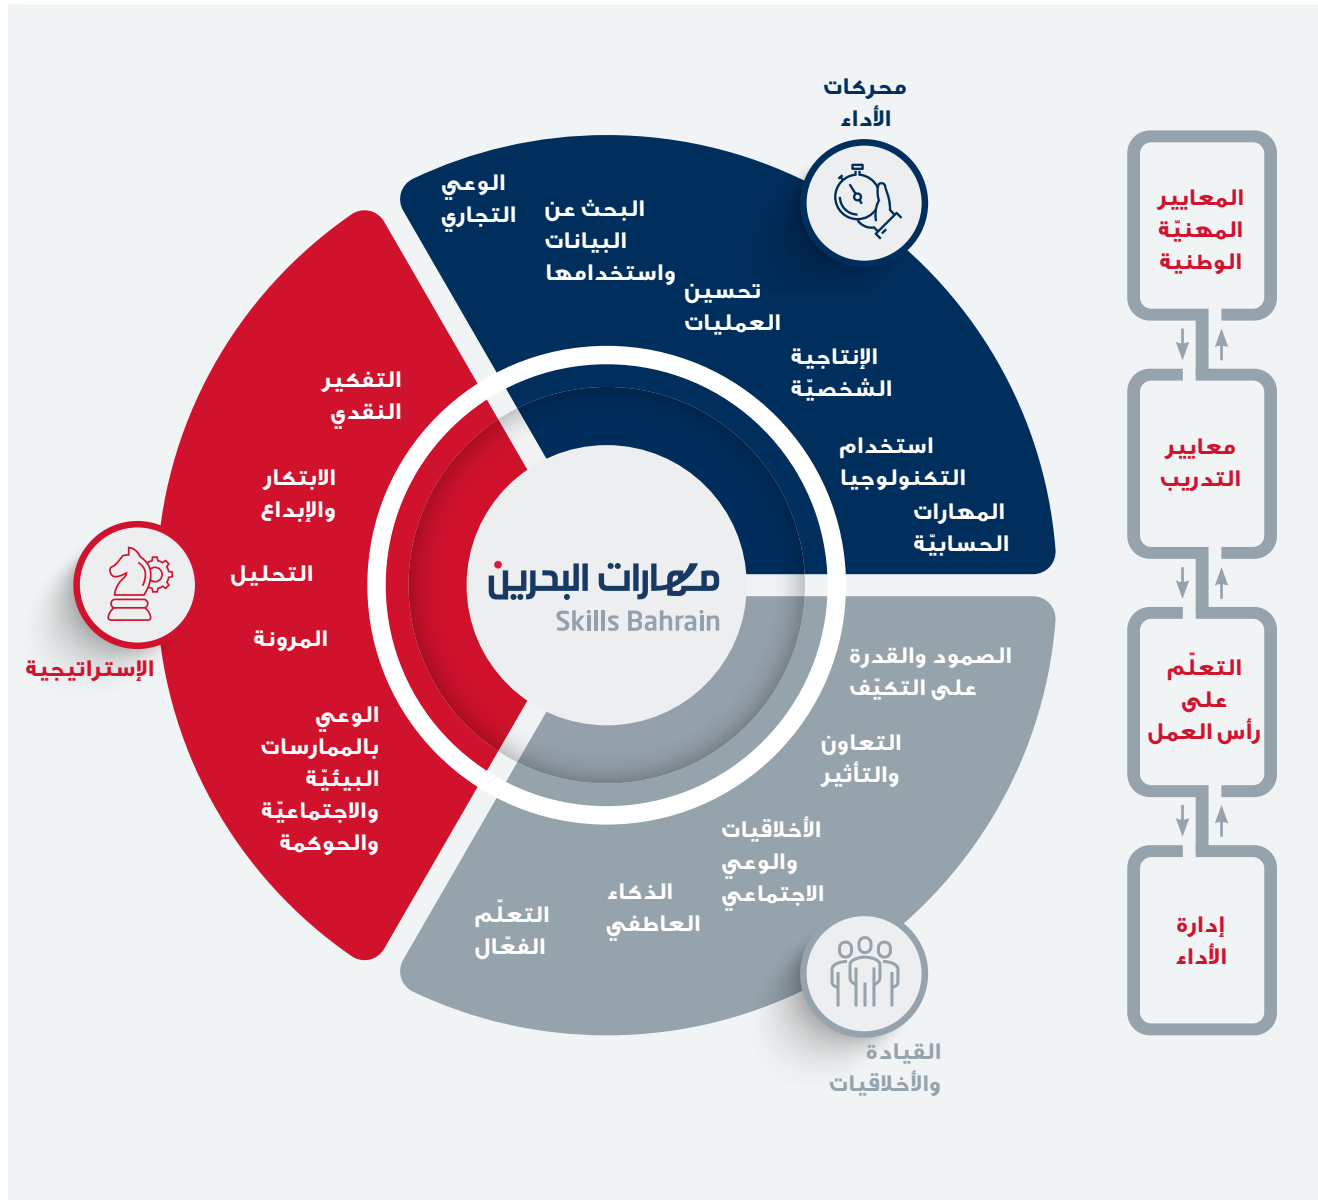 محركات
الأداء
الوعي
التجاري
البحث عن
البيانات
واستخدامها
تحسين
العمليات
الإنتاجية
الشخصيّة
استخدام
التكنولوجيا
المهارات
الحسابيّة
الصمود والقدرة
على التكيّف
التعاون
والتأثير
الأخلاقيات
والوعي
الاجتماعي
الذكاء
العاطفي
التعلّم
الفعّال
القيادة
والأخلاقيات
التفكير
النقدي
الابتكار
والإبداع
التحليل
المرونة
الوعي
بالممارسات
البيئيّة
والاجتماعيّة
والحوكمة
الإستراتيجية
مهارات البحرين
Skills Bahrain
المعايير
المهنيّة
الوطنية
معايير
التدريب
التعلّم
على
رأس العمل
إدارة
الأداء